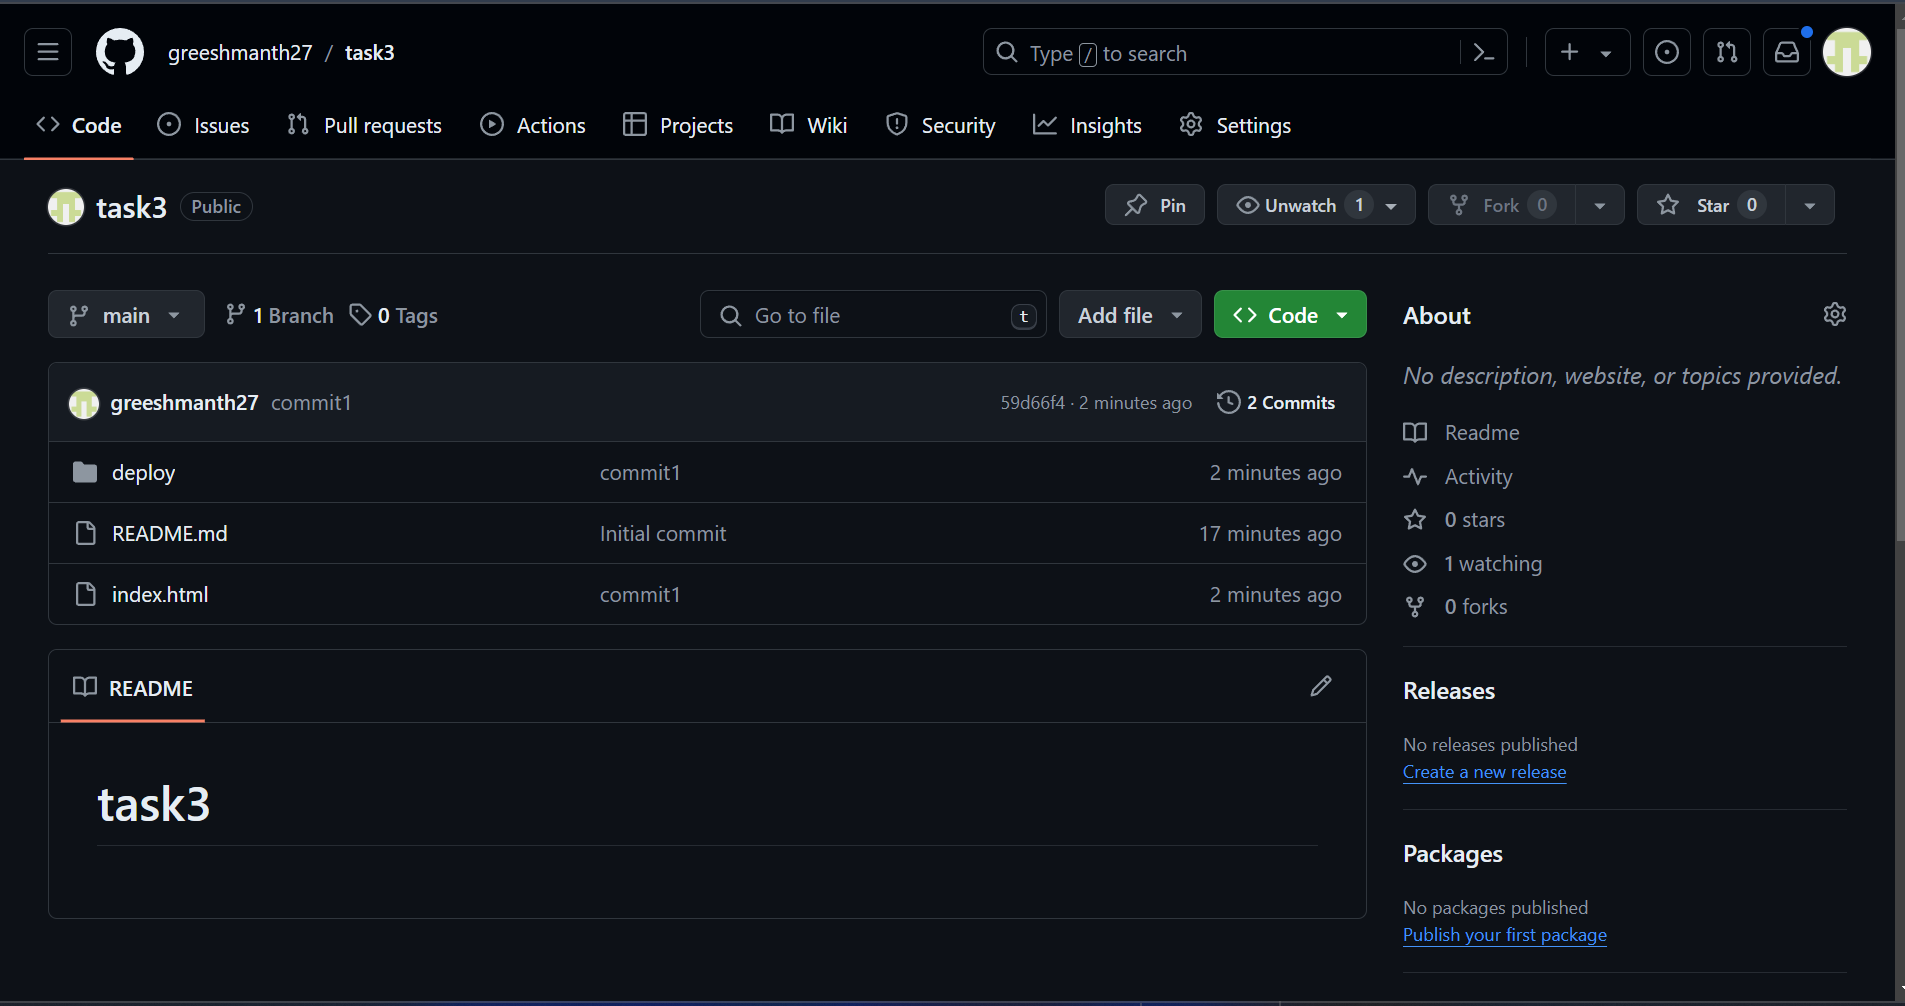 greeshmanth27 / task3
Type / to search
Code Issues Pull requests Actions Projects Wiki Security Insights Settings
task3 Public
Pin Unwatch 1 Fork 0 Star 0
main 1 Branch 0 Tags Go to file t Add file Code
greeshmanth27 commit1 59d66f4 · 2 minutes ago 2 Commits
deploy commit1 2 minutes ago
README.md Initial commit 17 minutes ago
index.html commit1 2 minutes ago
README
task3
About
No description, website, or topics provided.
Readme
Activity
0 stars
1 watching
0 forks
Releases
No releases published
Create a new release
Packages
No packages published
Publish your first package